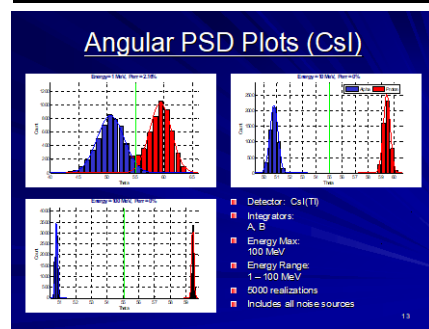 Angular PSD Plots (CsI)
Energy = 1 MeV, Perr = 2.16%
Count
Theta
Energy = 10 MeV, Perr = 0%
Alpha
Proton
Count
Theta
Energy = 100 MeV, Perr = 0%
Count
Theta
Detector: CsI(Tl)
Integrators:
A, B
Energy Max:
100 MeV
Energy Range:
1 – 100 MeV
5000 realizations
Includes all noise sources
13